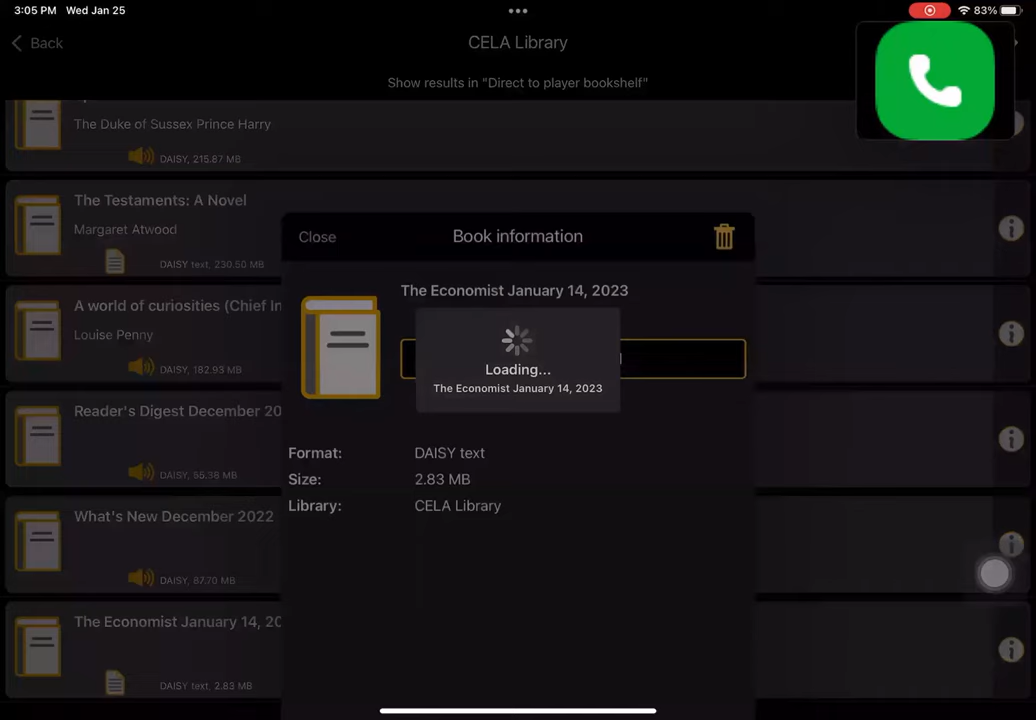 3:05 PM Wed Jan 25
83%
Back
CELA Library
Show results in "Direct to player bookshelf"
The Duke of Sussex Prince Harry
DAISY, 215.87 MB
The Testaments: A Novel
Margaret Atwood
DAISY text, 230.50 MB
A world of curiosities (Chief In
Louise Penny
DAISY, 182.93 MB
Reader's Digest December 20
DAISY, 55.38 MB
What's New December 2022
DAISY, 87.70 MB
The Economist January 14, 20
DAISY text, 2.83 MB
Close
Book information
The Economist January 14, 2023
Loading...
The Economist January 14, 2023
Format: DAISY text
Size: 2.83 MB
Library: CELA Library